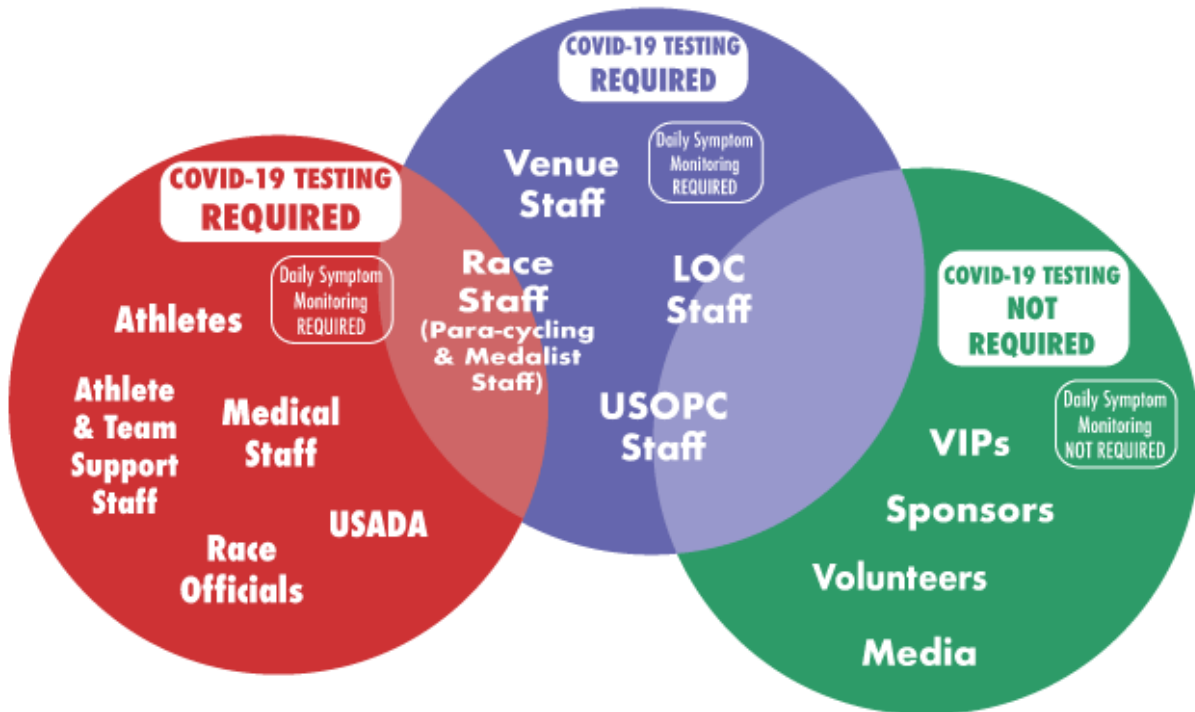 COVID-19 TESTING
REQUIRED
Daily Symptom
Monitoring
REQUIRED
Athletes
Athlete
& Team
Support
Staff
Medical
Staff
USADA
Race
Officials
COVID-19 TESTING
REQUIRED
Daily Symptom
Monitoring
REQUIRED
Venue
Staff
Race
Staff
(Para-cycling
& Medalist
Staff)
LOC
Staff
USOPC
Staff
COVID-19 TESTING
NOT
REQUIRED
Daily Symptom
Monitoring
NOT REQUIRED
VIPs
Sponsors
Volunteers
Media